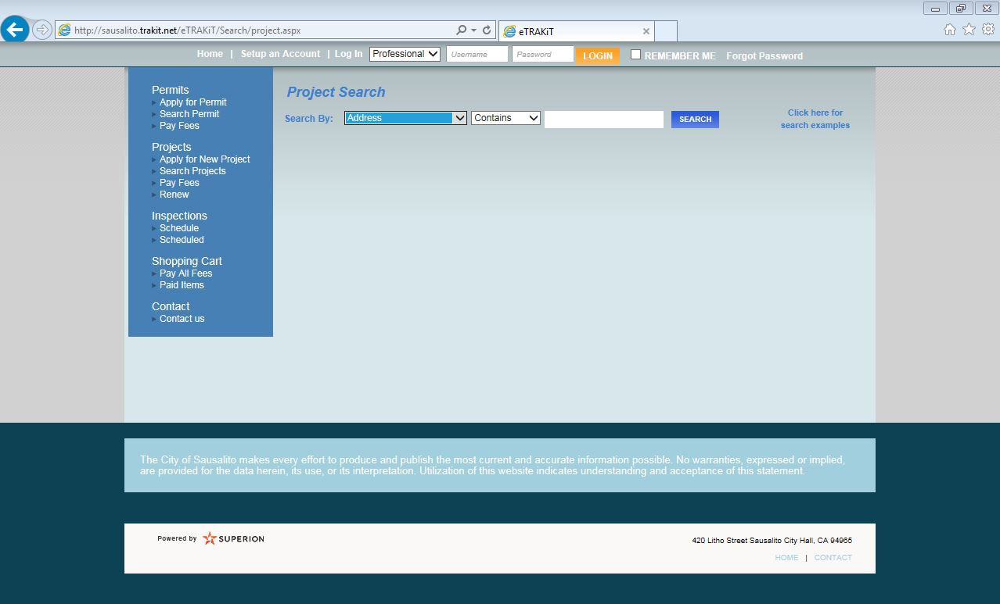 http://sausalito.trakit.net/eTRAKiT/Search/project.aspx
eTRAKiT
Home | Setup an Account | Log In Professional Username Password LOGIN REMEMBER ME Forgot Password
Permits
Apply for Permit
Search Permit
Pay Fees
Projects
Apply for New Project
Search Projects
Pay Fees
Renew
Inspections
Schedule
Scheduled
Shopping Cart
Pay All Fees
Paid Items
Contact
Contact us
Project Search
Search By: Address Contains SEARCH
Click here for
search examples
The City of Sausalito makes every effort to produce and publish the most current and accurate information possible. No warranties, expressed or implied,
are provided for the data herein, its use, or its interpretation. Utilization of this website indicates understanding and acceptance of this statement.
Powered by SUPERION
420 Litho Street Sausalito City Hall, CA 94965
HOME | CONTACT